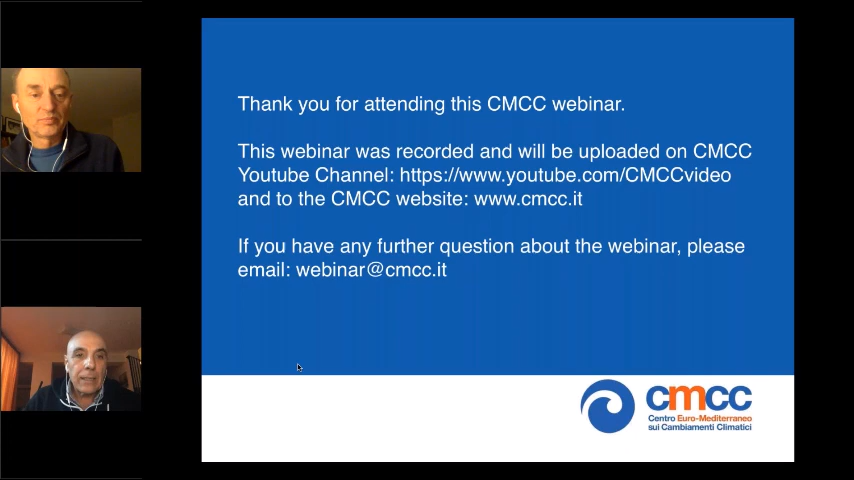 Thank you for attending this CMCC webinar.
This webinar was recorded and will be uploaded on CMCC
Youtube Channel: https://www.youtube.com/CMCCvideo
and to the CMCC website: www.cmcc.it
If you have any further question about the webinar, please
email: webinar@cmcc.it
cmcc
Centro Euro-Mediterraneo
sui Cambiamenti Climatici